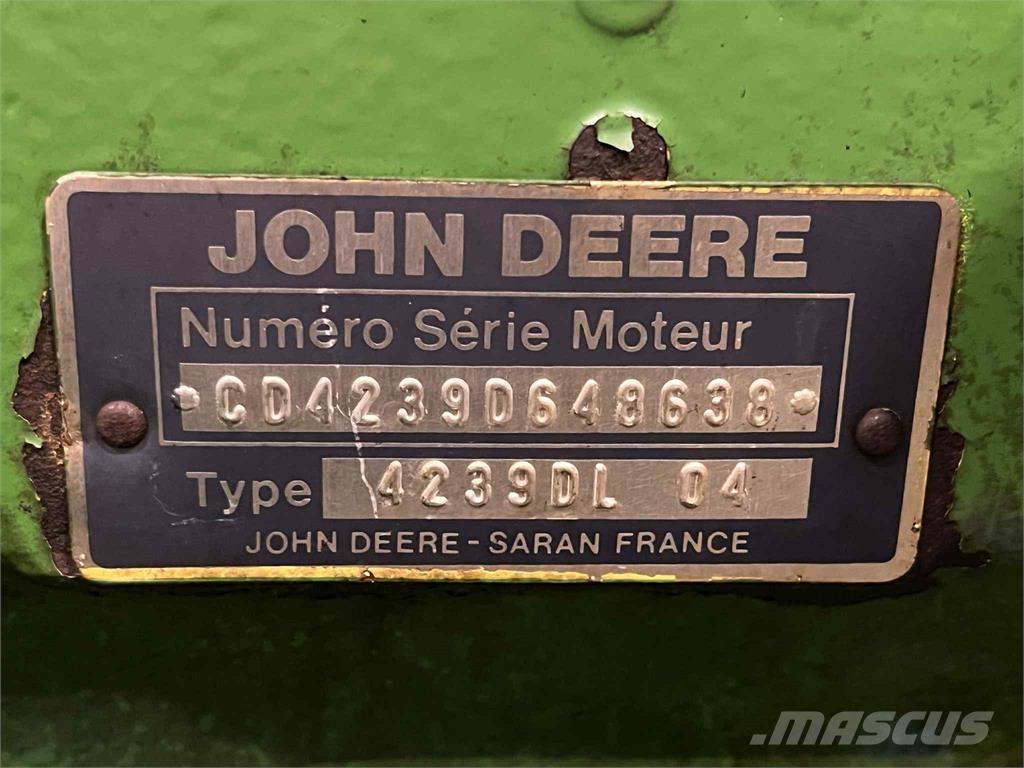 JOHN DEERE
Numéro Série Moteur
*CD4239D648638*
Type 4239DL 04
JOHN DEERE - SARAN FRANCE
MASCUS